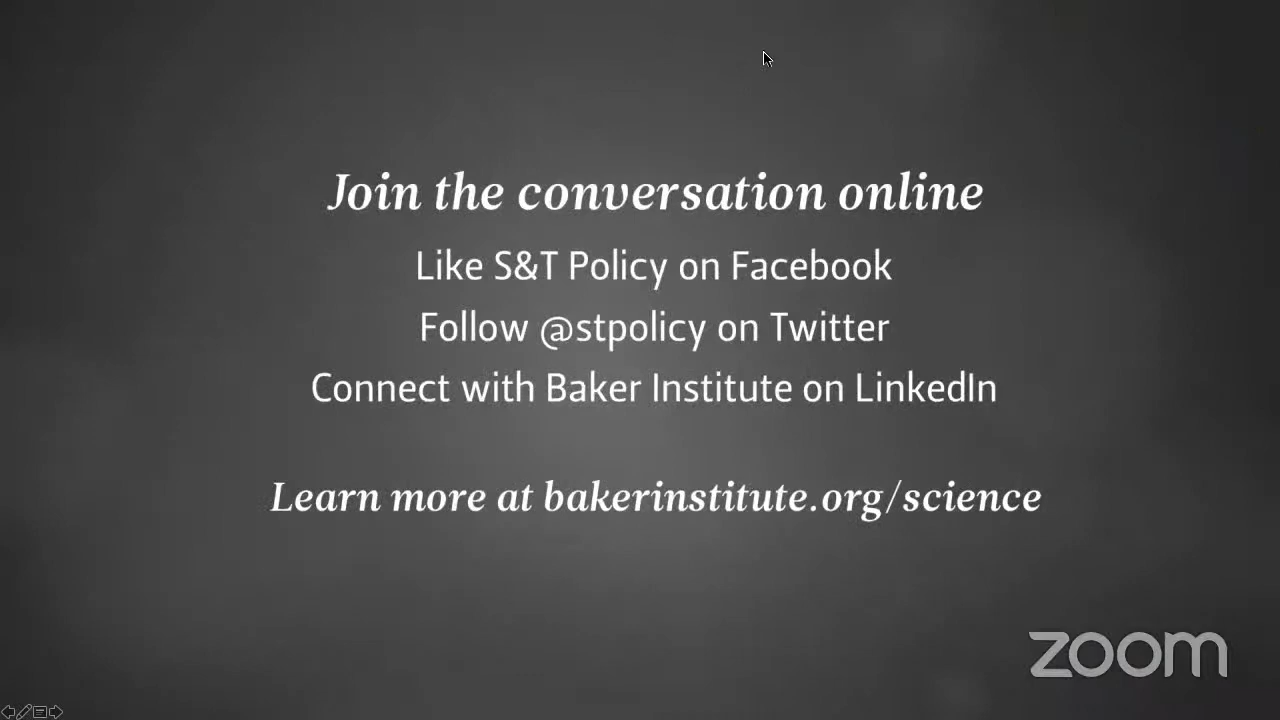 Join the conversation online
Like S&T Policy on Facebook
Follow @stpolicy on Twitter
Connect with Baker Institute on LinkedIn
Learn more at bakerinstitute.org/science
zoom